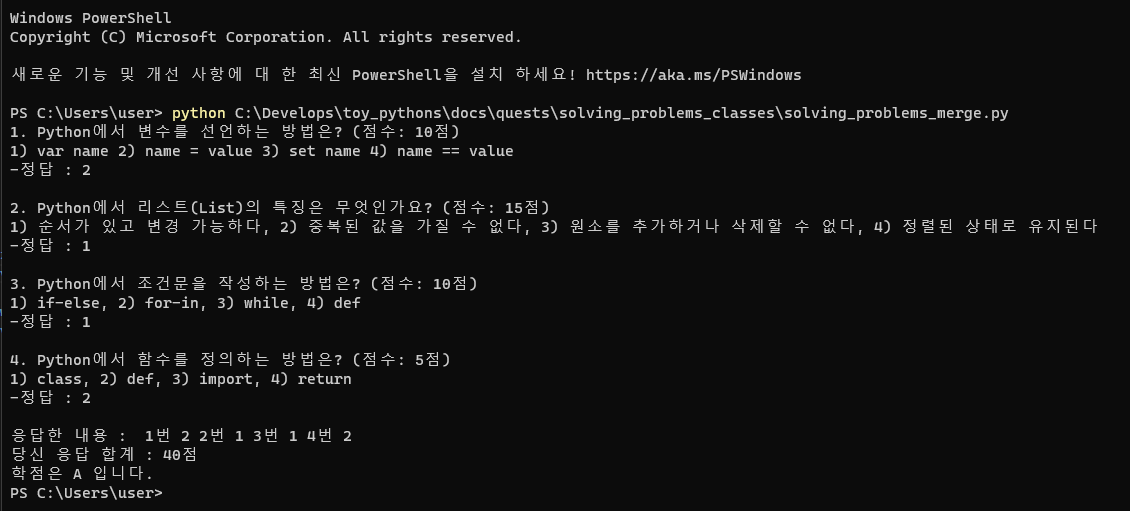 Windows PowerShell
Copyright (C) Microsoft Corporation. All rights reserved.
새로운 기능 및 개선 사항에 대 한 최신 PowerShell을 설치 하세요! https://aka.ms/PSWindows
PS C:\Users\user> python C:\Develops\toy_pythons\docs\quests\solving_problems_classes\solving_problems_merge.py
1. Python에서 변수를 선언하는 방법은? (점수: 10점)
1) var name 2) name = value 3) set name 4) name == value
-정답 : 2
2. Python에서 리스트(List)의 특징은 무엇인가요? (점수: 15점)
1) 순서가 있고 변경 가능하다, 2) 중복된 값을 가질 수 없다, 3) 원소를 추가하거나 삭제할 수 없다, 4) 정렬된 상태로 유지된다
-정답 : 1
3. Python에서 조건문을 작성하는 방법은? (점수: 10점)
1) if-else, 2) for-in, 3) while, 4) def
-정답 : 1
4. Python에서 함수를 정의하는 방법은? (점수: 5점)
1) class, 2) def, 3) import, 4) return
-정답 : 2
응답한 내용 :  1번 2 2번 1 3번 1 4번 2
당신 응답 합계 : 40점
학점은 A 입니다.
PS C:\Users\user>